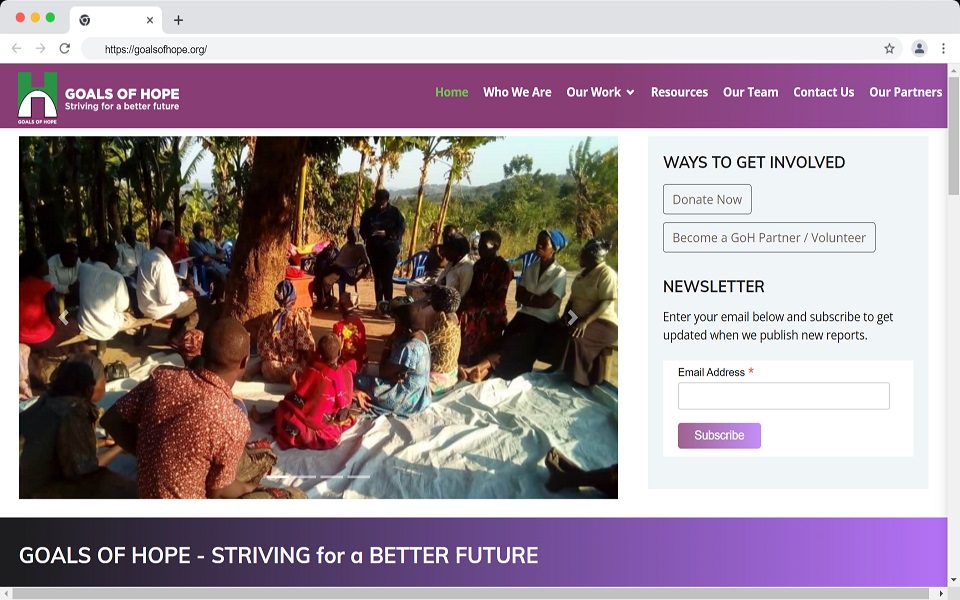 https://goalsofhope.org/
GOALS OF HOPE
Striving for a better future
GOALS OF HOPE
Home Who We Are Our Work Resources Our Team Contact Us Our Partners
WAYS TO GET INVOLVED
Donate Now
Become a GoH Partner / Volunteer
NEWSLETTER
Enter your email below and subscribe to get
updated when we publish new reports.
Email Address *
Subscribe
GOALS OF HOPE - STRIVING for a BETTER FUTURE